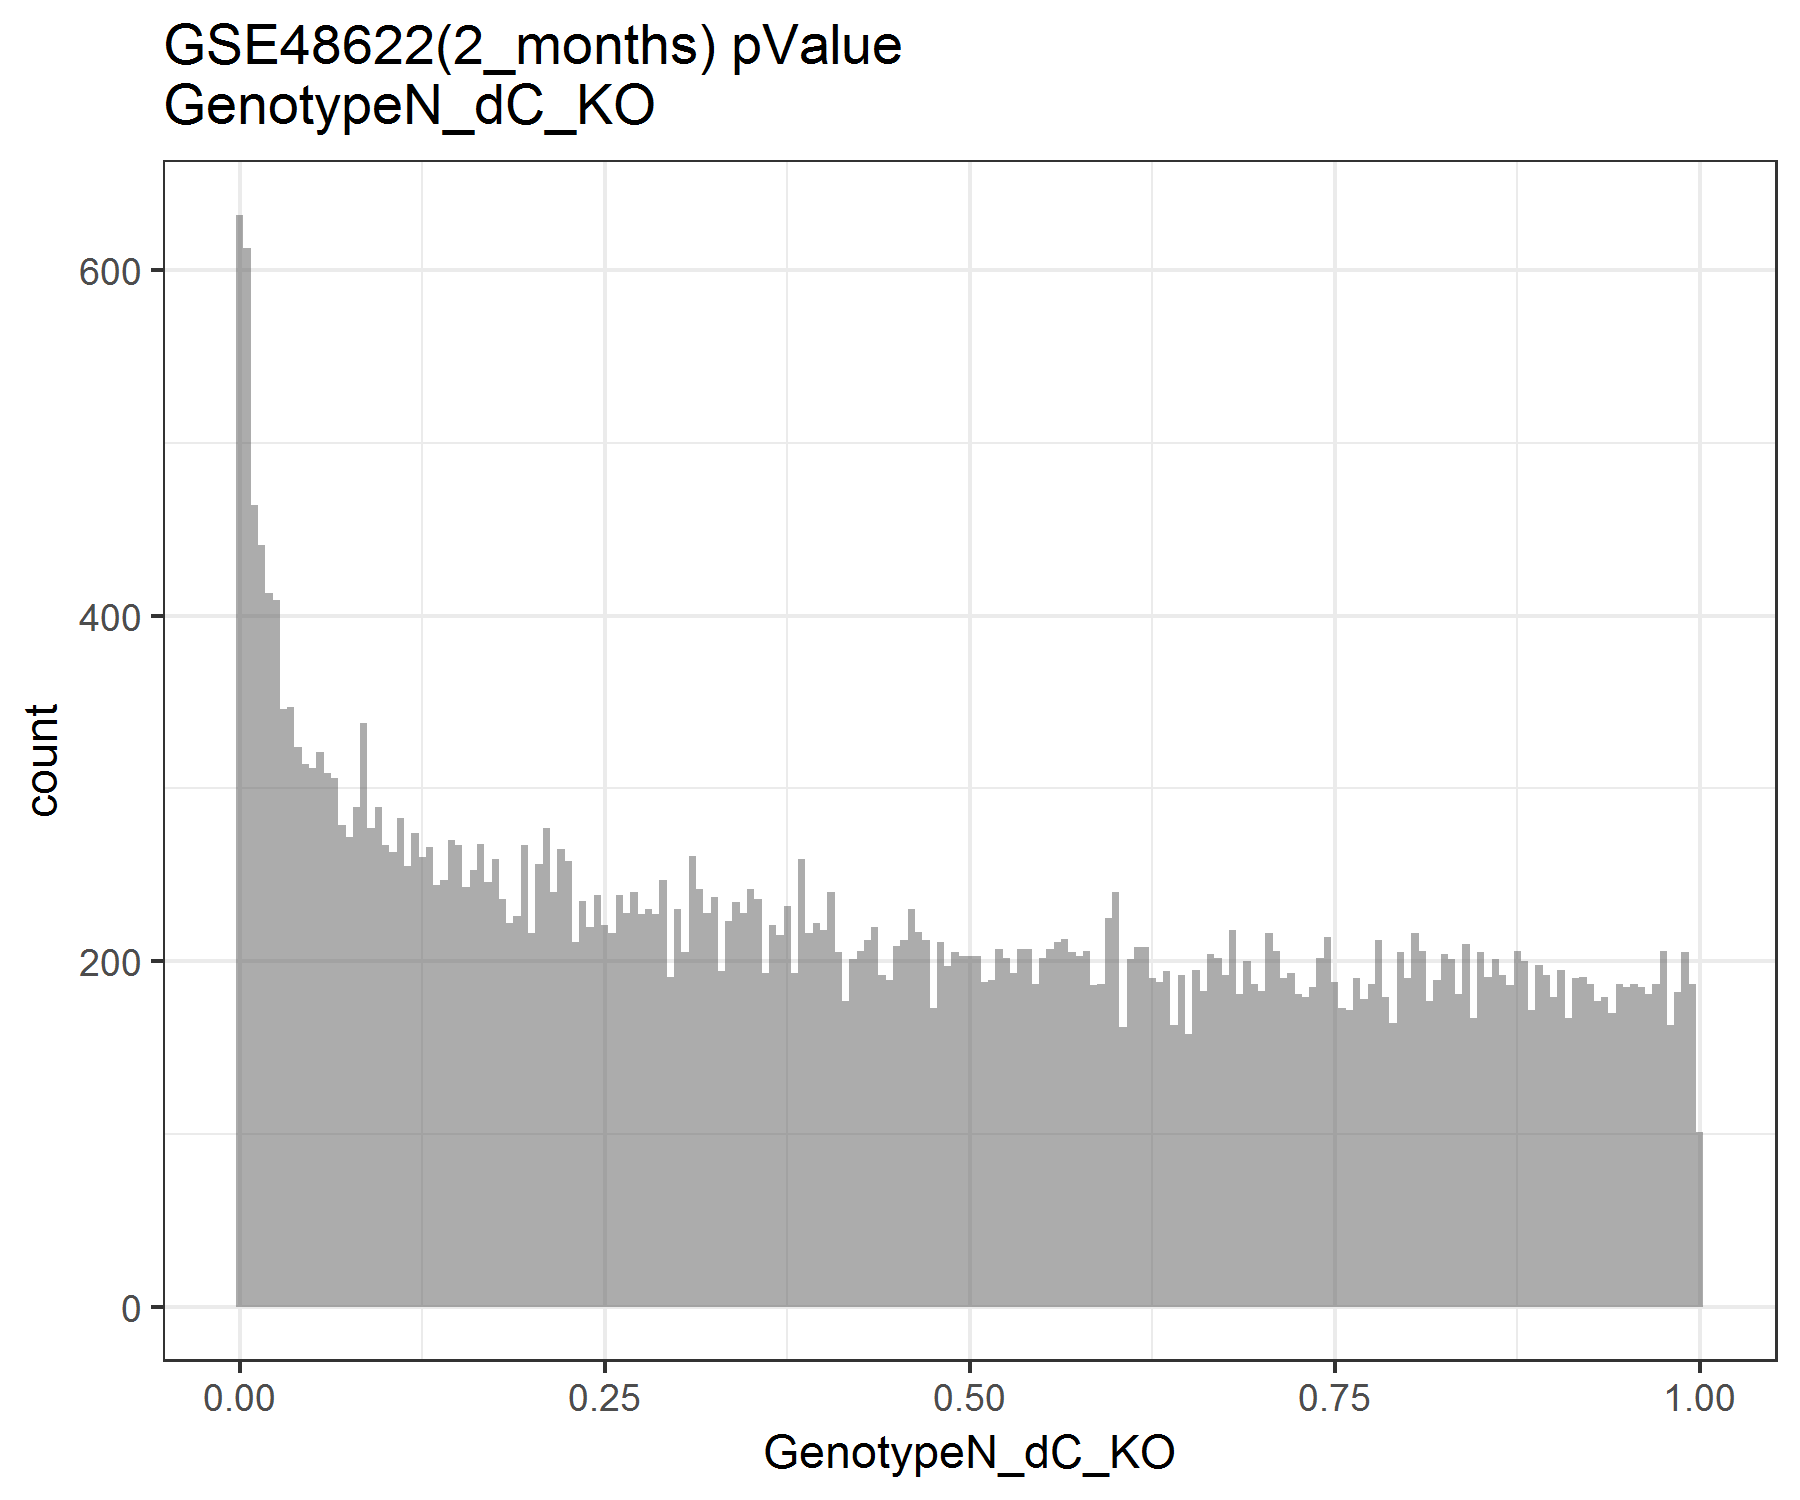 GSE48622(2_months) pValue
GenotypeN_dC_KO
600
400
200
0
count
0.00 0.25 0.50 0.75 1.00
GenotypeN_dC_KO